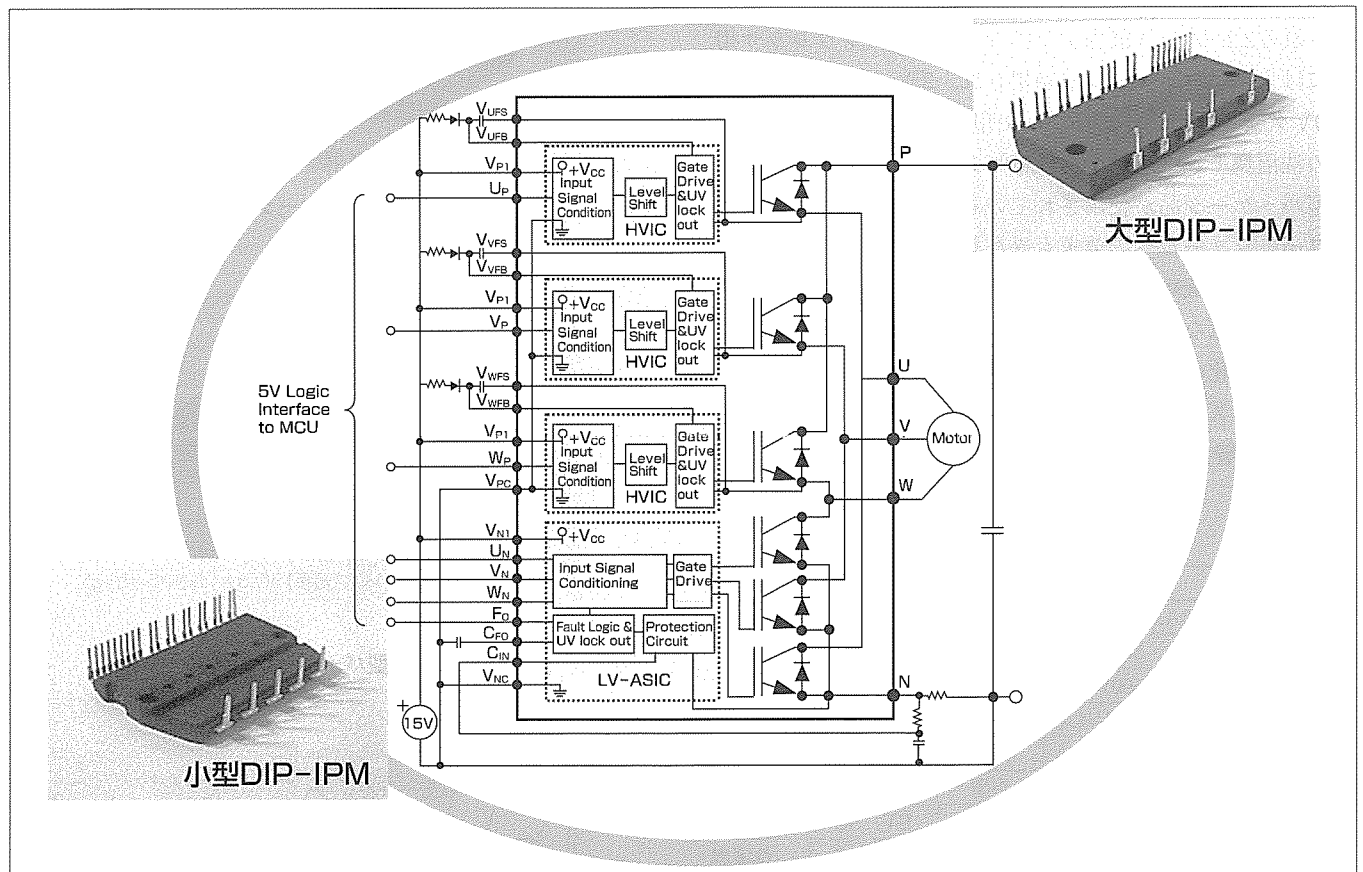 大型DIP-IPM
VUFS
VUFB
VP1
UP
+VCC
Input
Signal
Condition
Level
Shift
HVIC
Gate
Drive
&UV
lock
out
P
VVFS
VVFB
VP1
VP
+VCC
Input
Signal
Condition
Level
Shift
HVIC
Gate
Drive
&UV
lock
out
5V Logic
Interface
to MCU
VWFS
VWFB
VP1
WP
VPC
+VCC
Input
Signal
Condition
Level
Shift
HVIC
Gate
Drive
&UV
lock
out
U
V
W
Motor
VN1
UN
VN
WN
FO
CFO
CIN
VNC
+VCC
Input Signal
Conditioning
Gate
Drive
Fault Logic &
UV lock out
Protection
Circuit
LV-ASIC
N
+
15V
小型DIP-IPM